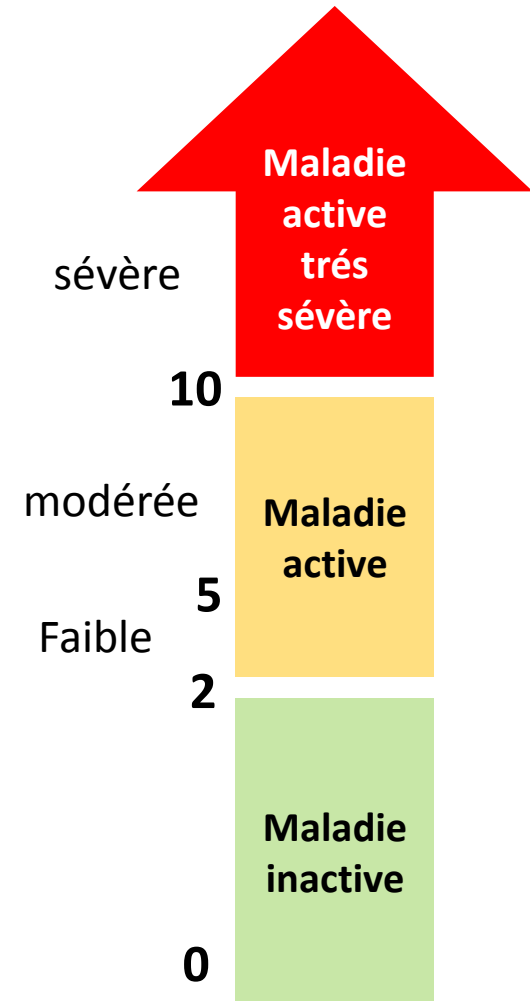 Maladie
active
trés
sévère
sévère
10
modérée
Maladie
active
5
Faible
2
Maladie
inactive
0